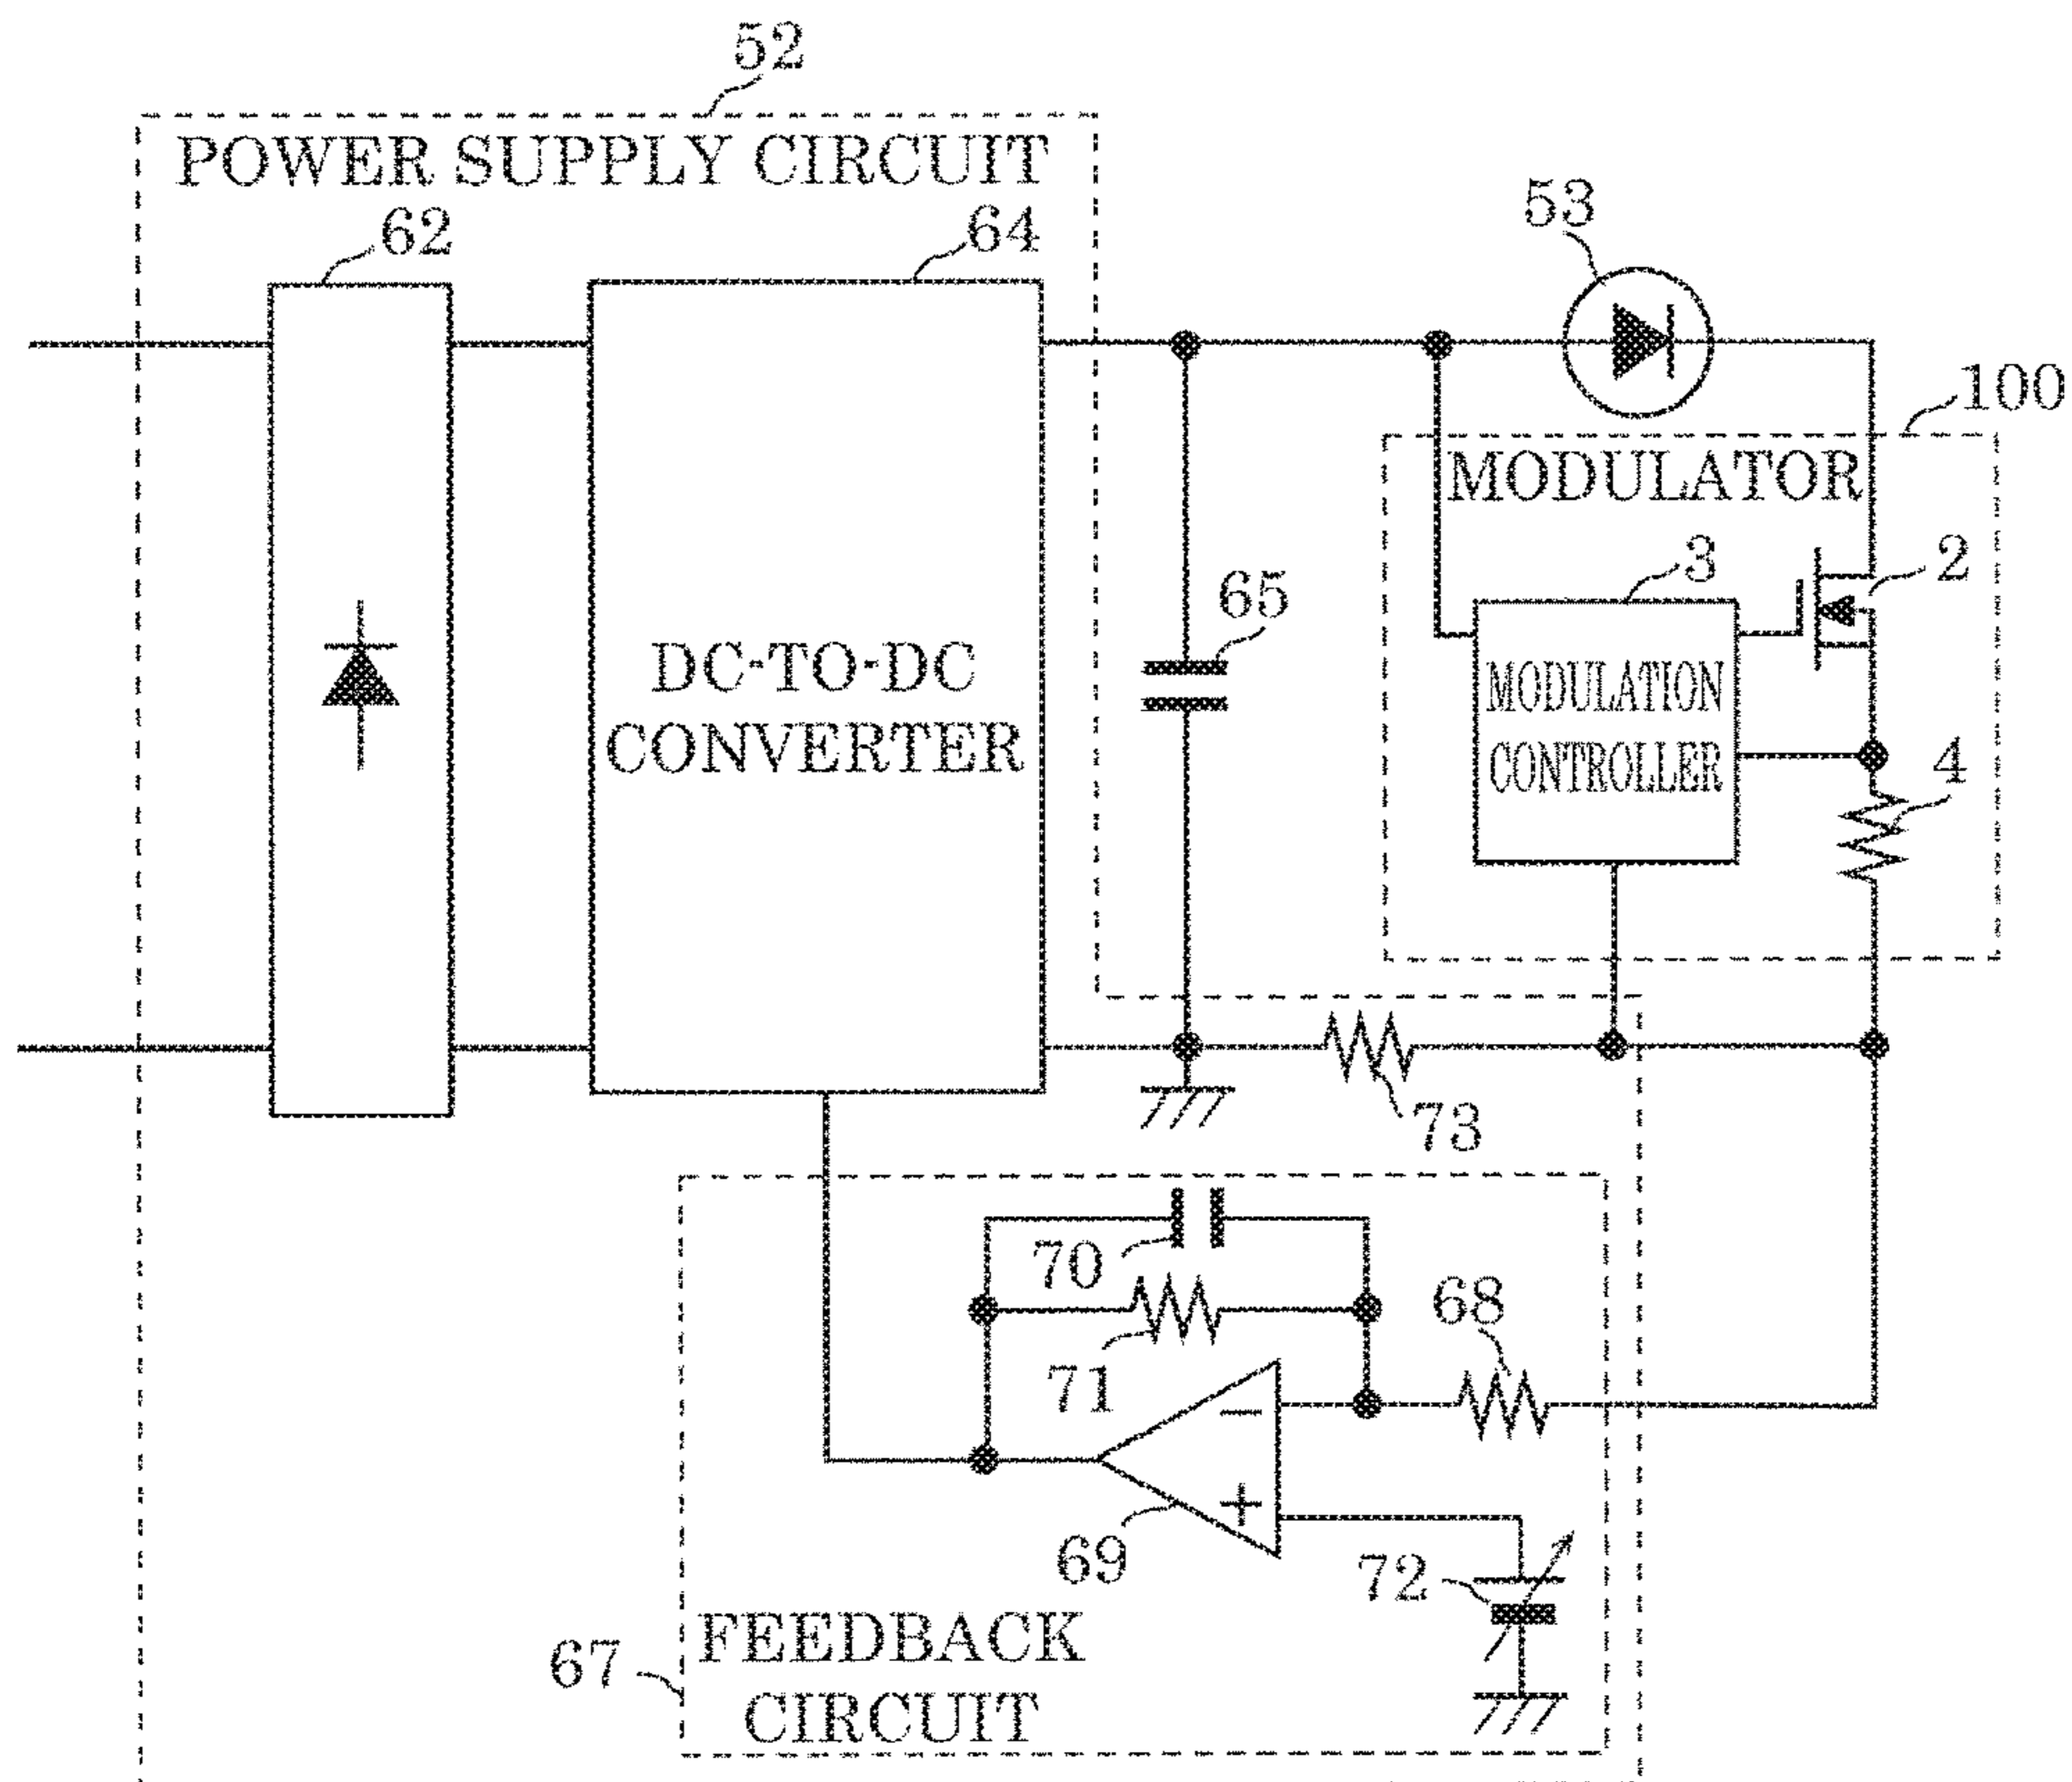 52
POWER SUPPLY CIRCUIT
62
64
53
100
MODULATOR
3
2
65
DC-TO-DC
CONVERTER
MODULATION
CONTROLLER
4
73
70
68
71
−
+
69
72
67
FEEDBACK
CIRCUIT